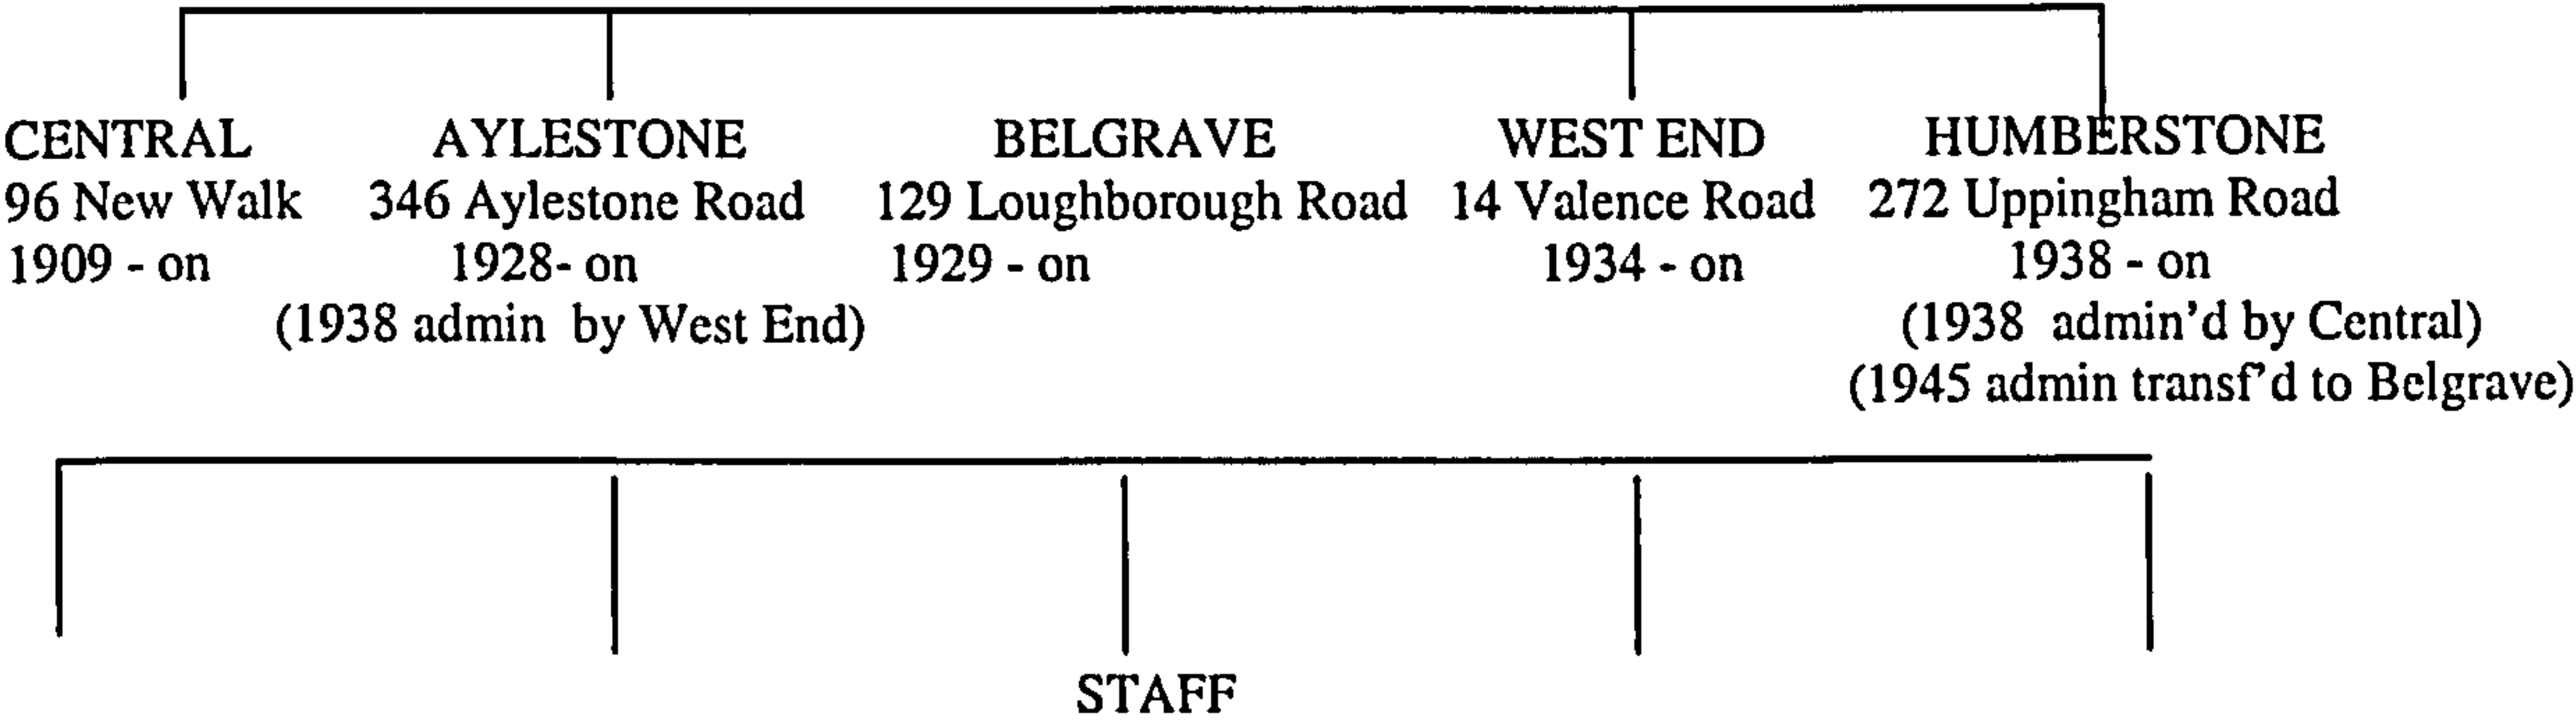 CENTRAL
96 New Walk
1909 - on
AYLESTONE
346 Aylestone Road
1928- on
(1938 admin by West End)
BELGRAVE
129 Loughborough Road
1929 - on
WEST END
14 Valence Road
1934 - on
HUMBERSTONE
272 Uppingham Road
1938 - on
(1938 admin'd by Central)
(1945 admin transf'd to Belgrave)
STAFF